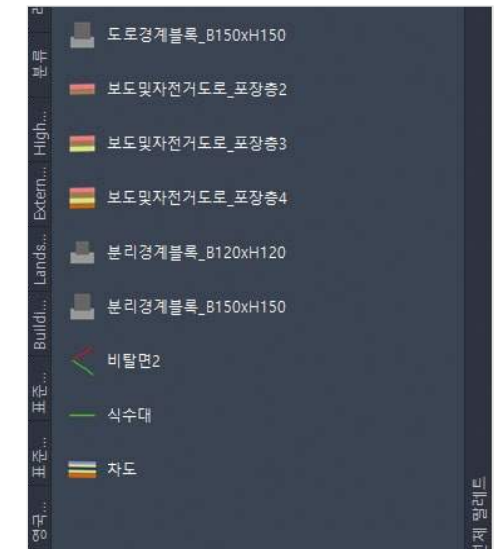 분류
High...
Extern...
Lands...
Buildi...
표준...
표준...
영국...
도로경계블록_B150xH150
보도및자전거도로_포장층2
보도및자전거도로_포장층3
보도및자전거도로_포장층4
분리경계블록_B120xH120
분리경계블록_B150xH150
비탈면2
식수대
차도
팔레트